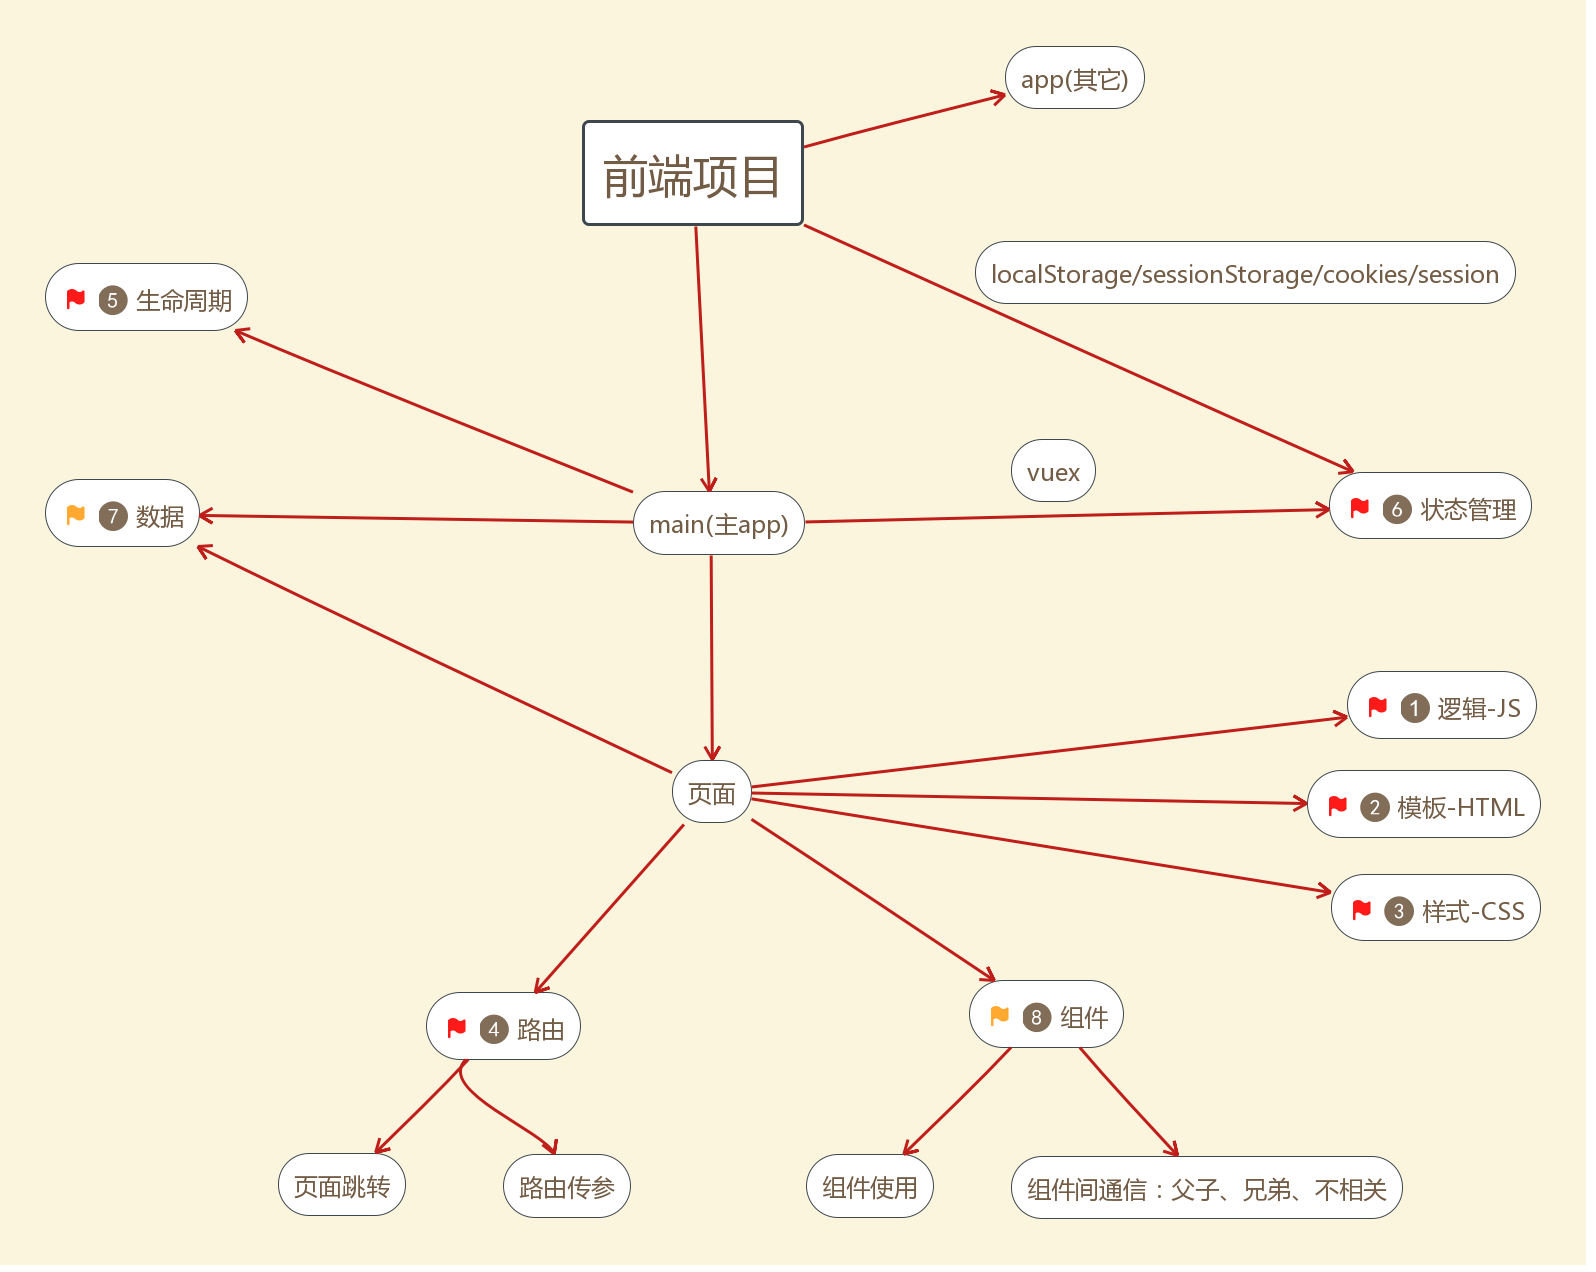 app(其它)
前端项目
localStorage/sessionStorage/cookies/session
5 生命周期
vuex
7 数据
main(主app)
6 状态管理
1 逻辑-JS
页面
2 模板-HTML
3 样式-CSS
4 路由
8 组件
页面跳转
路由传参
组件使用
组件间通信：父子、兄弟、不相关